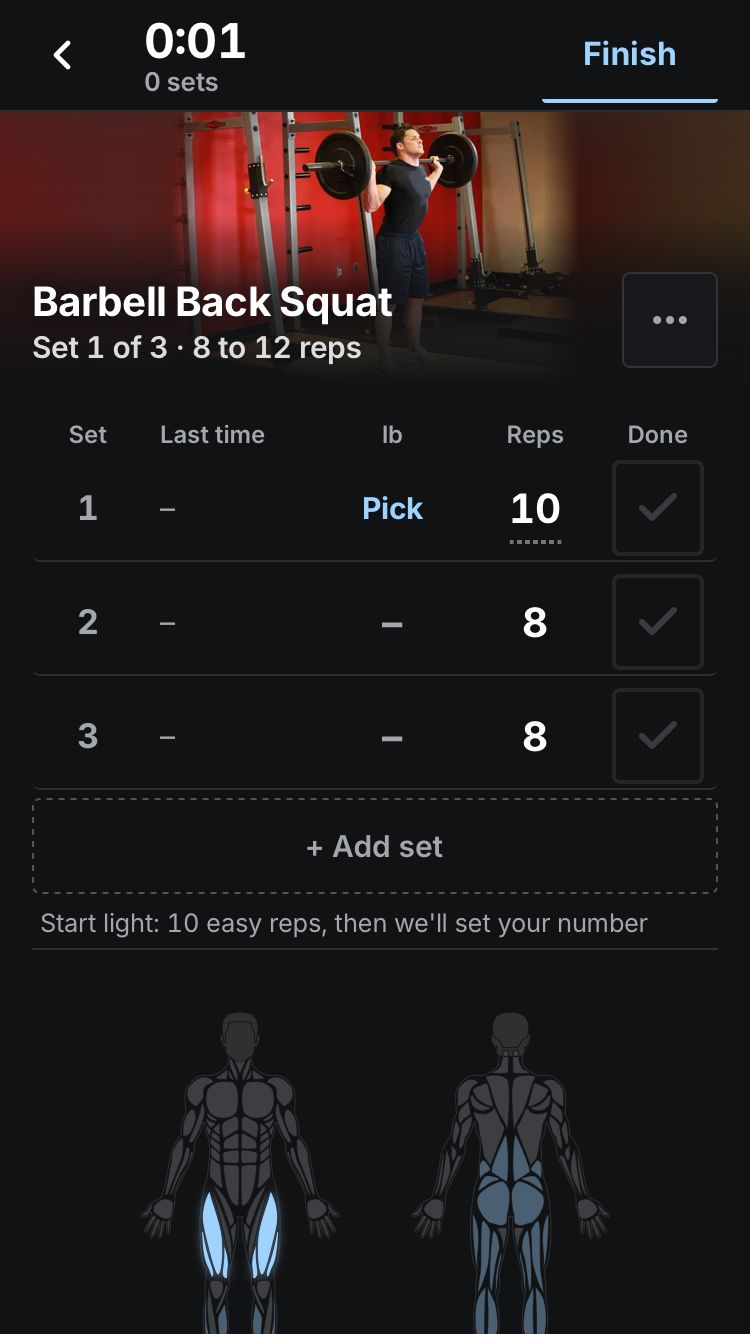 0:01
0 sets
Finish
Barbell Back Squat
Set 1 of 3 · 8 to 12 reps
Set Last time lb Reps Done
1 – Pick 10
2 – – 8
3 – – 8
+ Add set
Start light: 10 easy reps, then we'll set your number